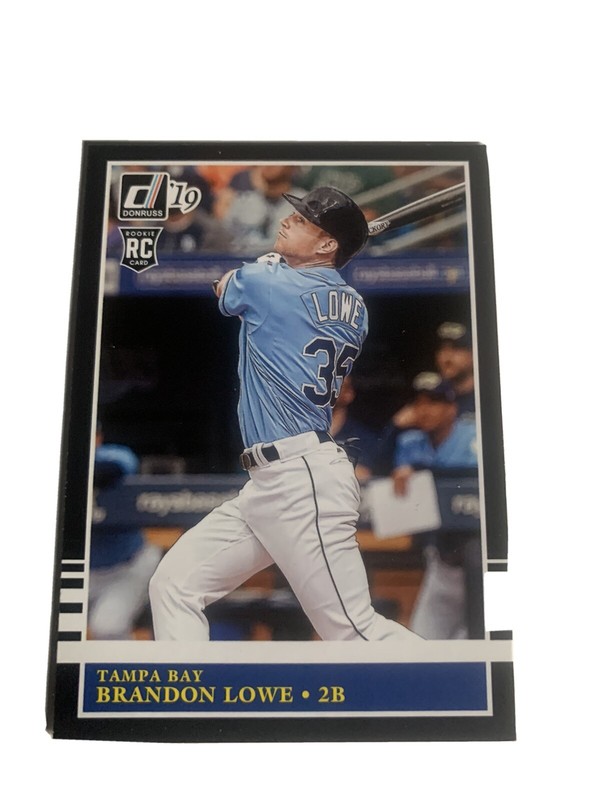 DONRUSS '19
ROOKIE
RC
CARD
LOWE
35
TAMPA BAY
BRANDON LOWE • 2B